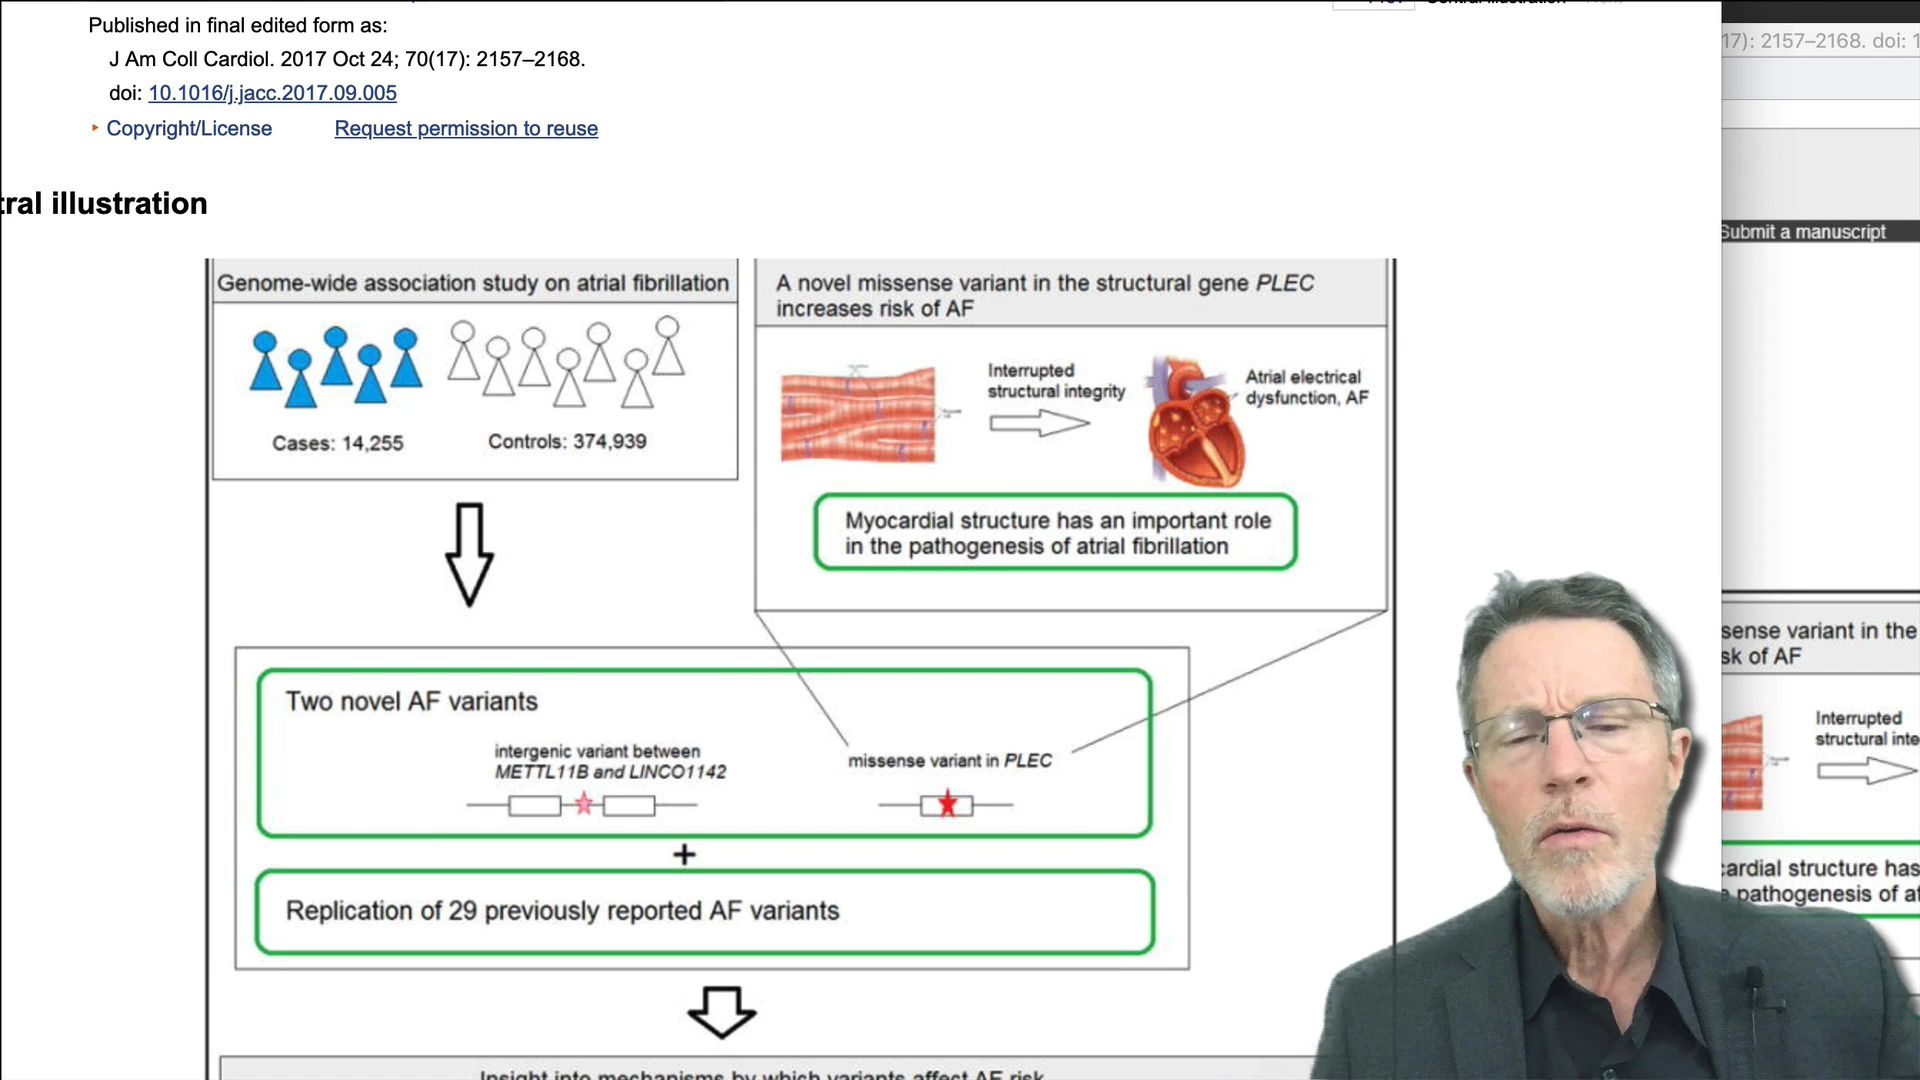 Published in final edited form as:
J Am Coll Cardiol. 2017 Oct 24; 70(17): 2157–2168.
doi: 10.1016/j.jacc.2017.09.005
Copyright/License Request permission to reuse
tral illustration
Genome-wide association study on atrial fibrillation
Cases: 14,255
Controls: 374,939
A novel missense variant in the structural gene PLEC
increases risk of AF
Interrupted
structural integrity
Atrial electrical
dysfunction, AF
Myocardial structure has an important role
in the pathogenesis of atrial fibrillation
Two novel AF variants
intergenic variant between
METTL11B and LINCO1142
missense variant in PLEC
+
Replication of 29 previously reported AF variants
Insight into mechanisms by which variants affect AF risk
17): 2157–2168. doi: 1
Submit a manuscript
sense variant in the
sk of AF
Interrupted
structural inte
cardial structure has
pathogenesis of at